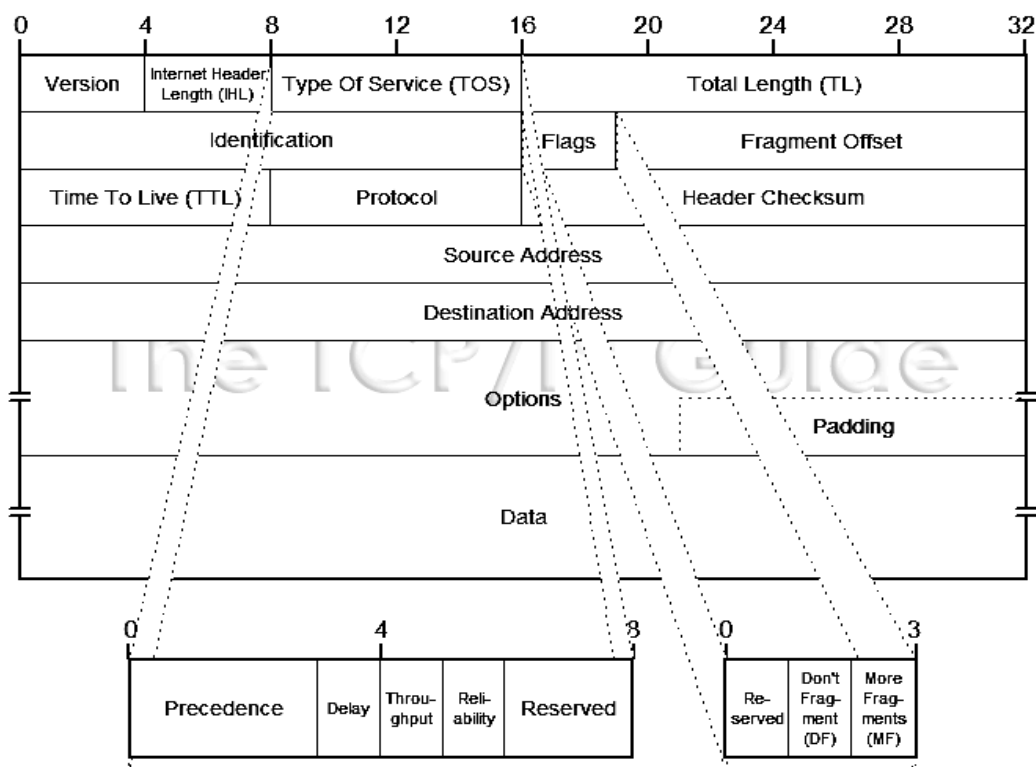 0 4 8 12 16 20 24 28 32
Version
Internet Header
Length (IHL)
Type Of Service (TOS)
Total Length (TL)
Identification
Flags
Fragment Offset
Time To Live (TTL)
Protocol
Header Checksum
Source Address
Destination Address
The TCP/IP Guide
Options
Padding
Data
0 4 8
Precedence
Delay
Throu-
ghput
Reli-
ability
Reserved
0 3
Re-
served
Don't
Frag-
ment
(DF)
More
Frag-
ments
(MF)